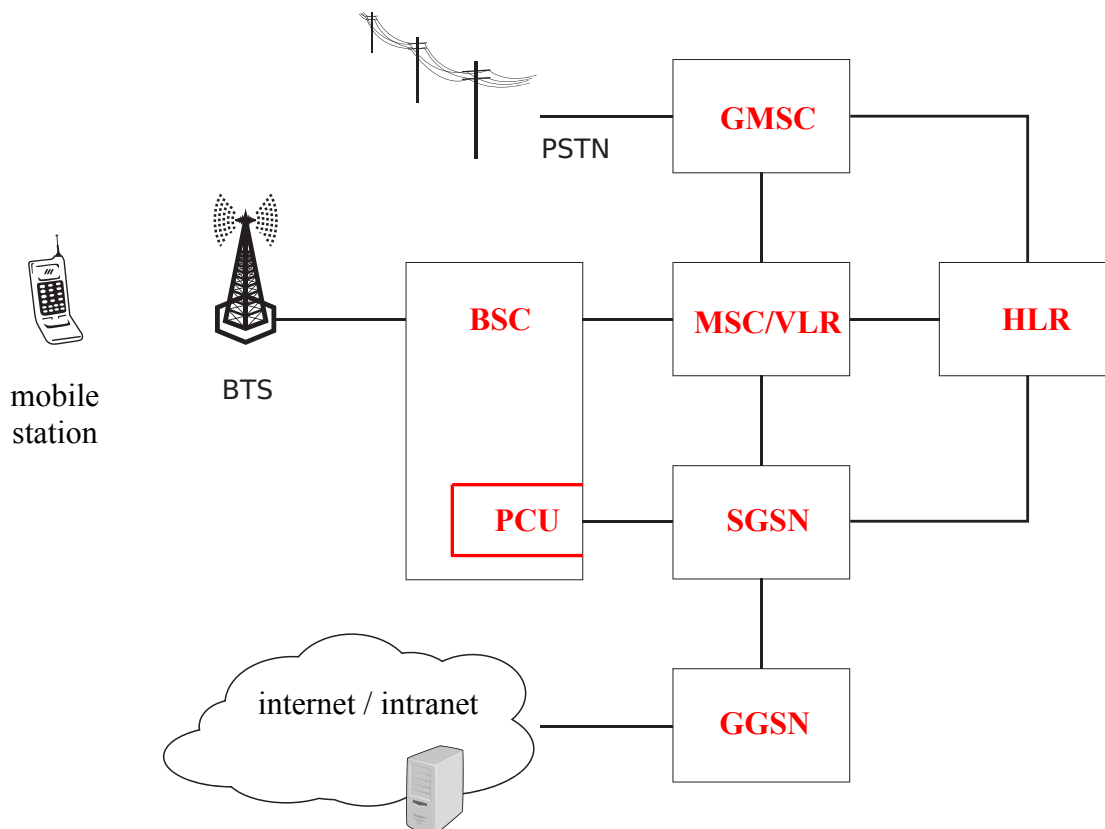 GMSC
PSTN
BSC
MSC/VLR
HLR
BTS
mobile
station
PCU
SGSN
internet / intranet
GGSN